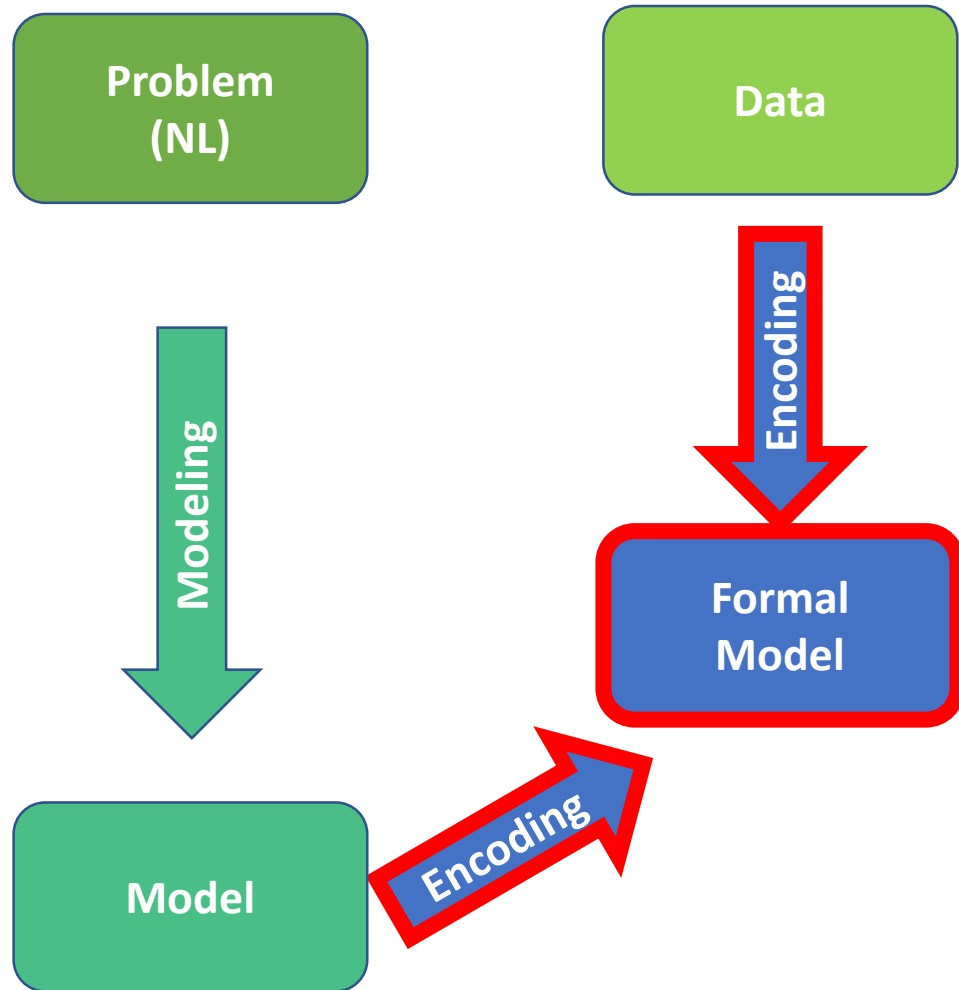 Problem
(NL)
Data
Encoding
Modeling
Formal
Model
Encoding
Model